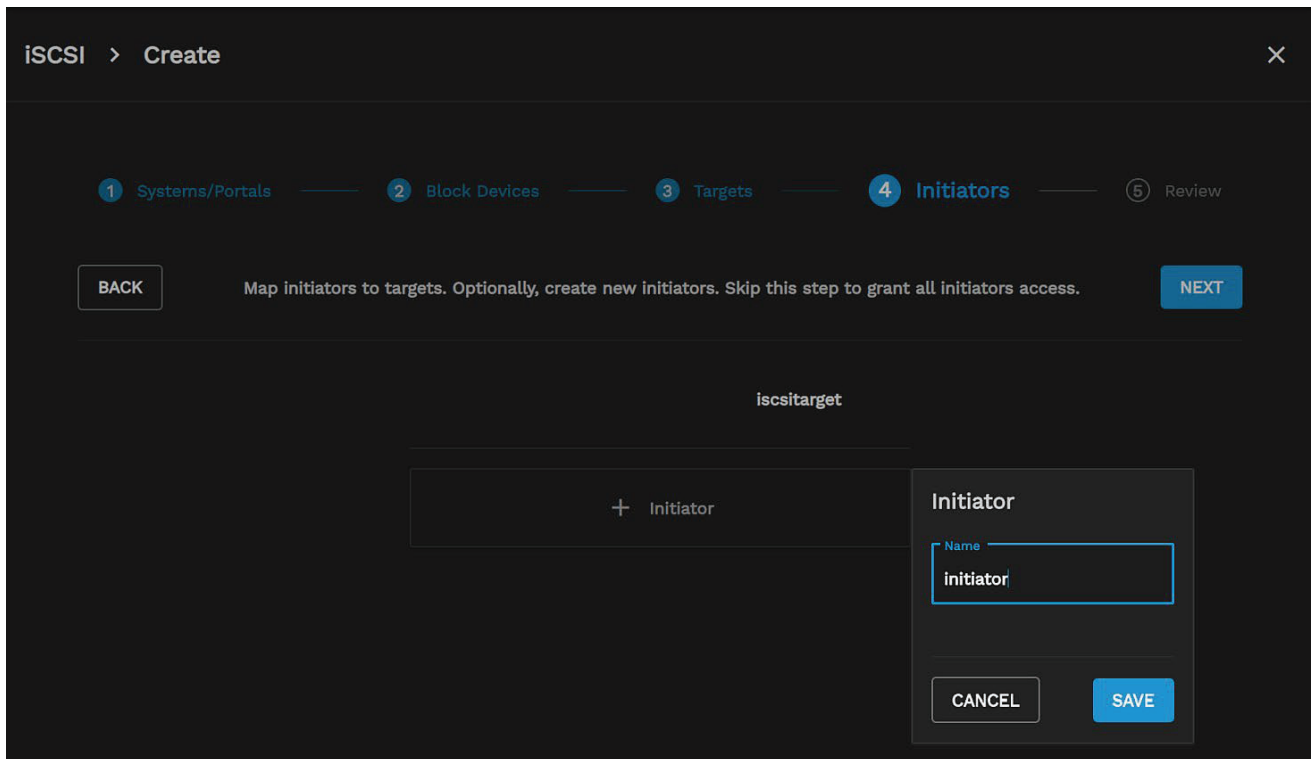 iSCSI > Create
1 Systems/Portals 2 Block Devices 3 Targets 4 Initiators 5 Review
BACK Map initiators to targets. Optionally, create new initiators. Skip this step to grant all initiators access. NEXT
iscsitarget
+ Initiator
Initiator
Name
initiator
CANCEL SAVE